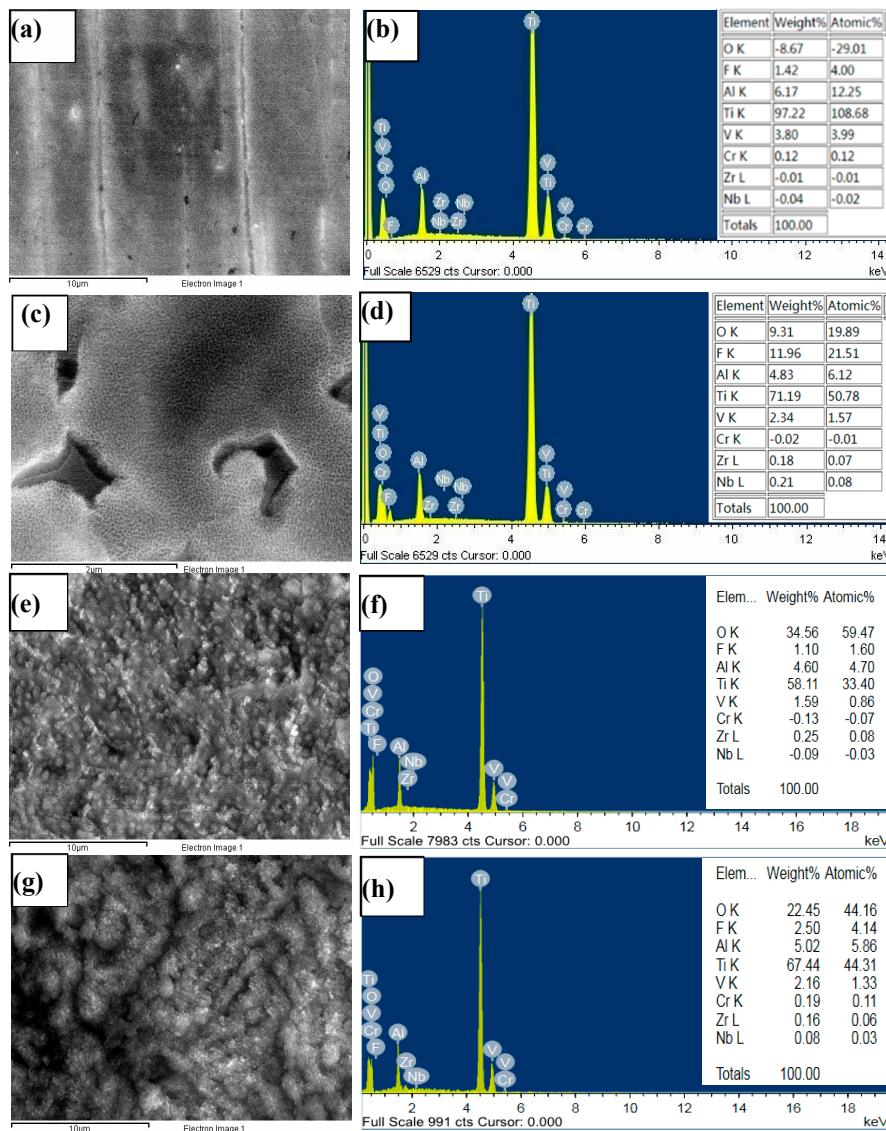 (a)
10μm Electron Image 1
(b)
Ti
Ti
V
Cr
O
F
Al
Zr Nb
Nb Zr
V
Ti
V
Cr Cr
0 2 4 6 8 10 12 14
Full Scale 6529 cts Cursor: 0.000 keV
Element Weight% Atomic%
O K -8.67 -29.01
F K 1.42 4.00
Al K 6.17 12.25
Ti K 97.22 108.68
V K 3.80 3.99
Cr K 0.12 0.12
Zr L -0.01 -0.01
Nb L -0.04 -0.02
Totals 100.00
(c)
2μm Electron Image 1
(d)
Ti
V
Ti
O
Cr
F
Al
Nb Nb
Zr Zr
V
Ti
V
Cr Cr
0 2 4 6 8 10 12 14
Full Scale 6529 cts Cursor: 0.000 keV
Element Weight% Atomic%
O K 9.31 19.89
F K 11.96 21.51
Al K 4.83 6.12
Ti K 71.19 50.78
V K 2.34 1.57
Cr K -0.02 -0.01
Zr L 0.18 0.07
Nb L 0.21 0.08
Totals 100.00
(e)
10μm Electron Image 1
(f)
Ti
O
V
Cr
Ti
F
Al
Nb
Zr
V
V
Cr
2 4 6 8 10 12 14 16 18
Full Scale 7983 cts Cursor: 0.000 keV
Elem... Weight% Atomic%
O K 34.56 59.47
F K 1.10 1.60
Al K 4.60 4.70
Ti K 58.11 33.40
V K 1.59 0.86
Cr K -0.13 -0.07
Zr L 0.25 0.08
Nb L -0.09 -0.03
Totals 100.00
(g)
10μm Electron Image 1
(h)
Ti
Ti
O
V
Cr
F
Al
Zr
Nb
V
V
Cr
2 4 6 8 10 12 14 16 18
Full Scale 991 cts Cursor: 0.000 keV
Elem... Weight% Atomic%
O K 22.45 44.16
F K 2.50 4.14
Al K 5.02 5.86
Ti K 67.44 44.31
V K 2.16 1.33
Cr K 0.19 0.11
Zr L 0.16 0.06
Nb L 0.08 0.03
Totals 100.00